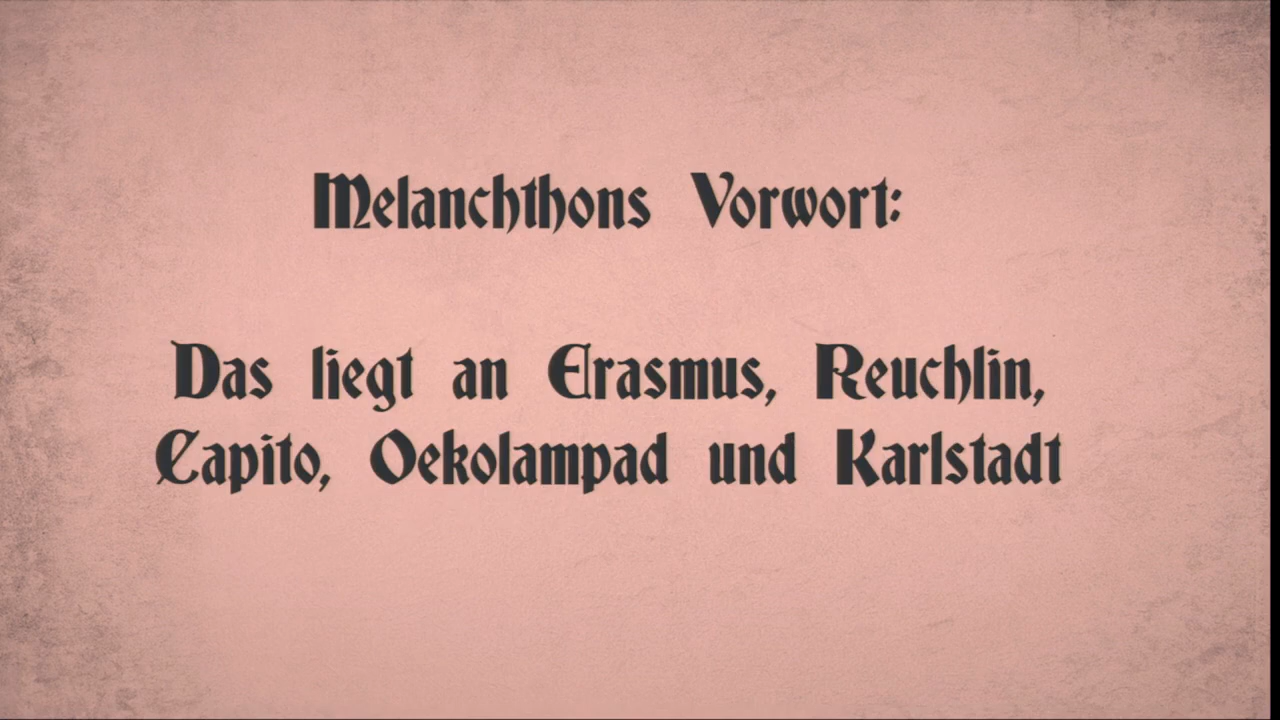 Melanchthons Vorwort:
Das liegt an Erasmus, Reuchlin,
Capito, Oekolampad und Karlstadt